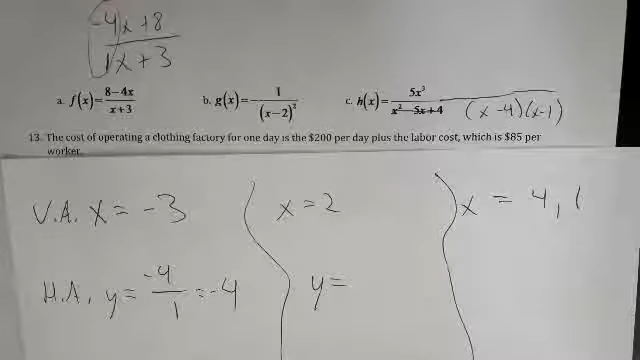 -4x + 8
1x + 3
a. f(x)= 8-4x / x+3 b. g(x)= 1 / (x-2)² c. h(x)= 5x³ / x²-5x+4 (x-4)(x-1)
13. The cost of operating a clothing factory for one day is the $200 per day plus the labor cost, which is $85 per
worker.
V.A. x = -3 x = 2 x = 4, 1
H.A. y = -4 / 1 = -4 y =